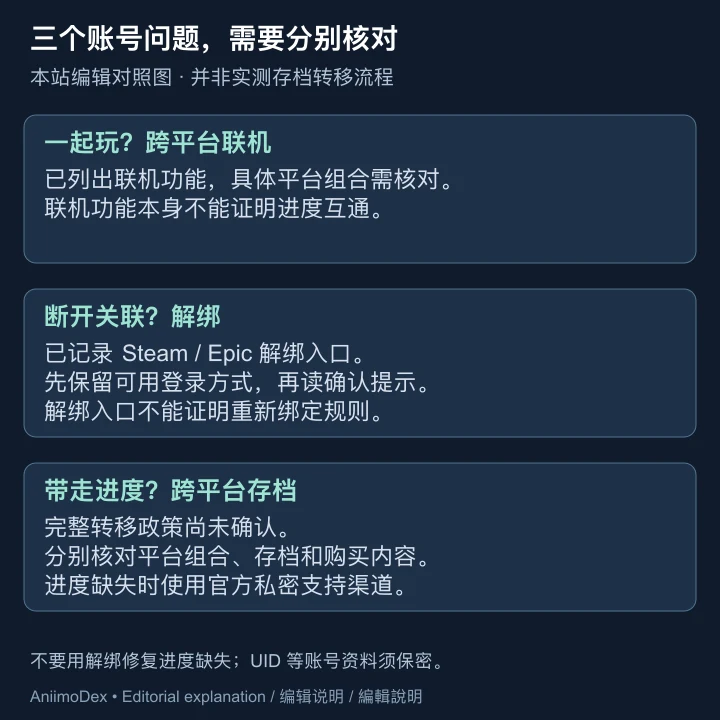 三个账号问题，需要分别核对
本站编辑对照图 · 并非实测存档转移流程
一起玩？跨平台联机
已列出联机功能，具体平台组合需核对。
联机功能本身不能证明进度互通。
断开关联？解绑
已记录 Steam / Epic 解绑入口。
先保留可用登录方式，再读确认提示。
解绑入口不能证明重新绑定规则。
带走进度？跨平台存档
完整转移政策尚未确认。
分别核对平台组合、存档和购买内容。
进度缺失时使用官方私密支持渠道。
不要用解绑修复进度缺失；UID 等账号资料须保密。
AniimoDex • Editorial explanation / 编辑说明 / 編輯說明